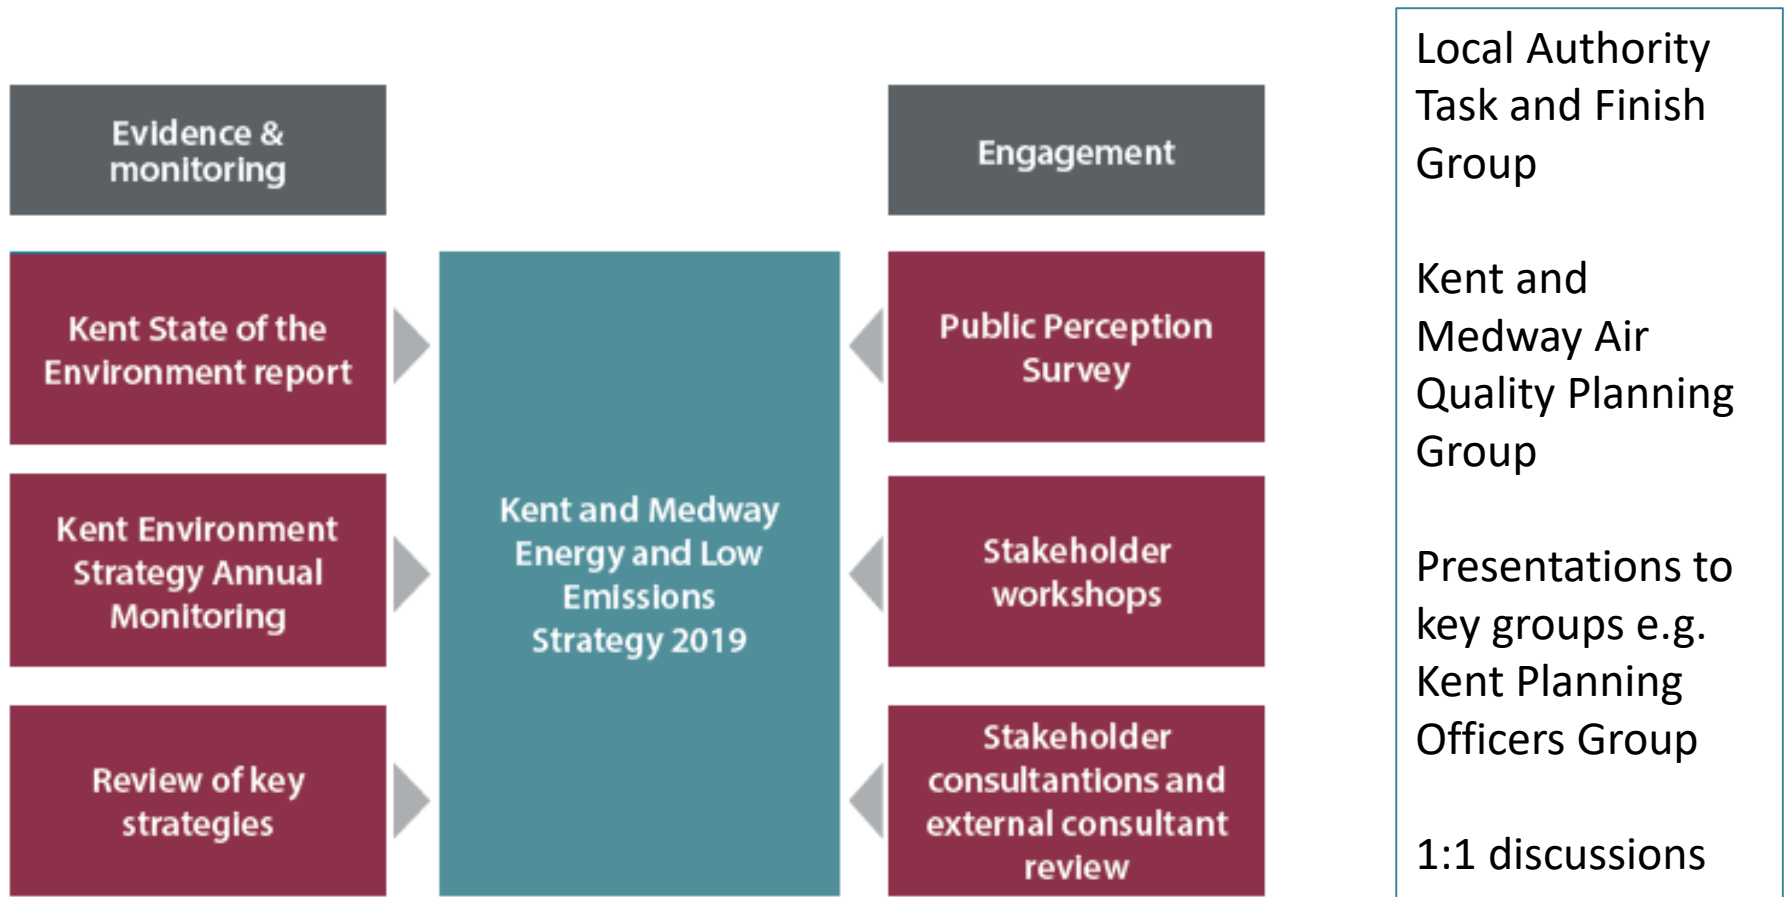 Evidence &
monitoring
Kent State of the
Environment report
Kent Environment
Strategy Annual
Monitoring
Review of key
strategies
Kent and Medway
Energy and Low
Emissions
Strategy 2019
Engagement
Public Perception
Survey
Stakeholder
workshops
Stakeholder
consultantions and
external consultant
review
Local Authority
Task and Finish
Group
Kent and
Medway Air
Quality Planning
Group
Presentations to
key groups e.g.
Kent Planning
Officers Group
1:1 discussions